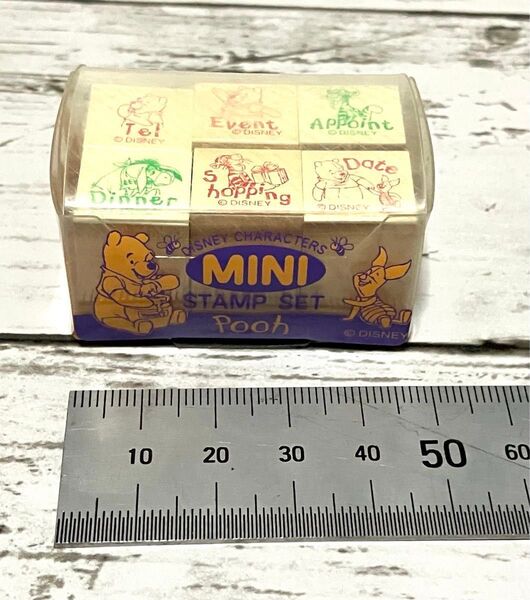 Tel
© DISNEY
Event
© DISNEY
Appoint
© DISNEY
Dinner
Shopping
© DISNEY
Date
© DISNEY
DISNEY CHARACTERS
MINI
STAMP SET
Pooh
© DISNEY
10 20 30 40 50 60